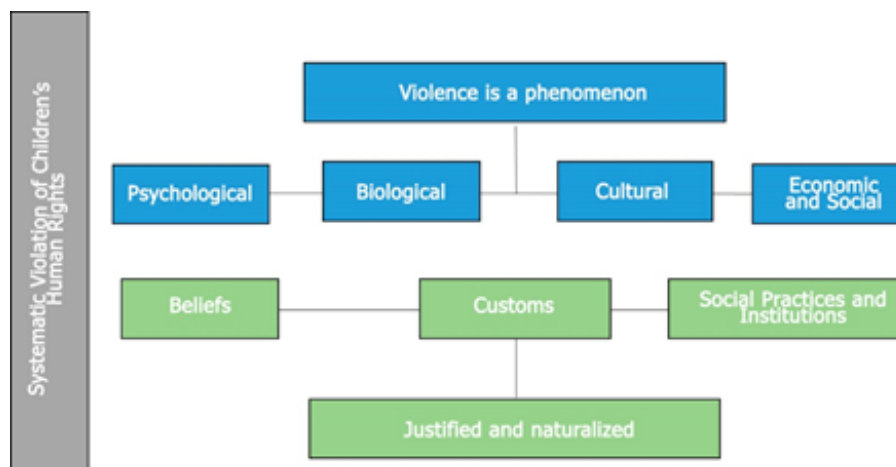 Systematic Violation of Children's
Human Rights
Violence is a phenomenon
Psychological
Biological
Cultural
Economic
and Social
Beliefs
Customs
Social Practices and
Institutions
Justified and naturalized